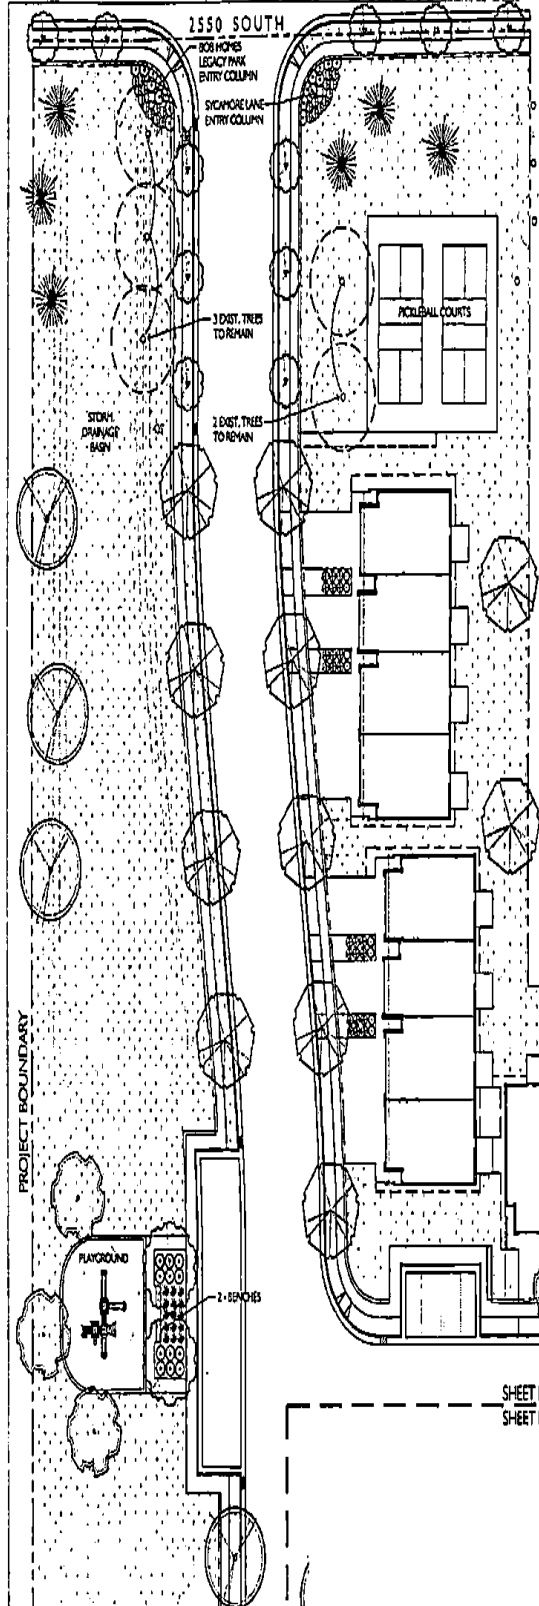 2550 SOUTH
BOB HOMES
LEGACY PARK
ENTRY COLUMN
SYCAMORE LANE
ENTRY COLUMN
PICKLEBALL COURTS
3 EXIST. TREES
TO REMAIN
2 EXIST. TREES
TO REMAIN
STORM
DRAINAGE
BASIN
PROJECT BOUNDARY
PLAYGROUND
2 - BENCHES
SHEET
SHEET